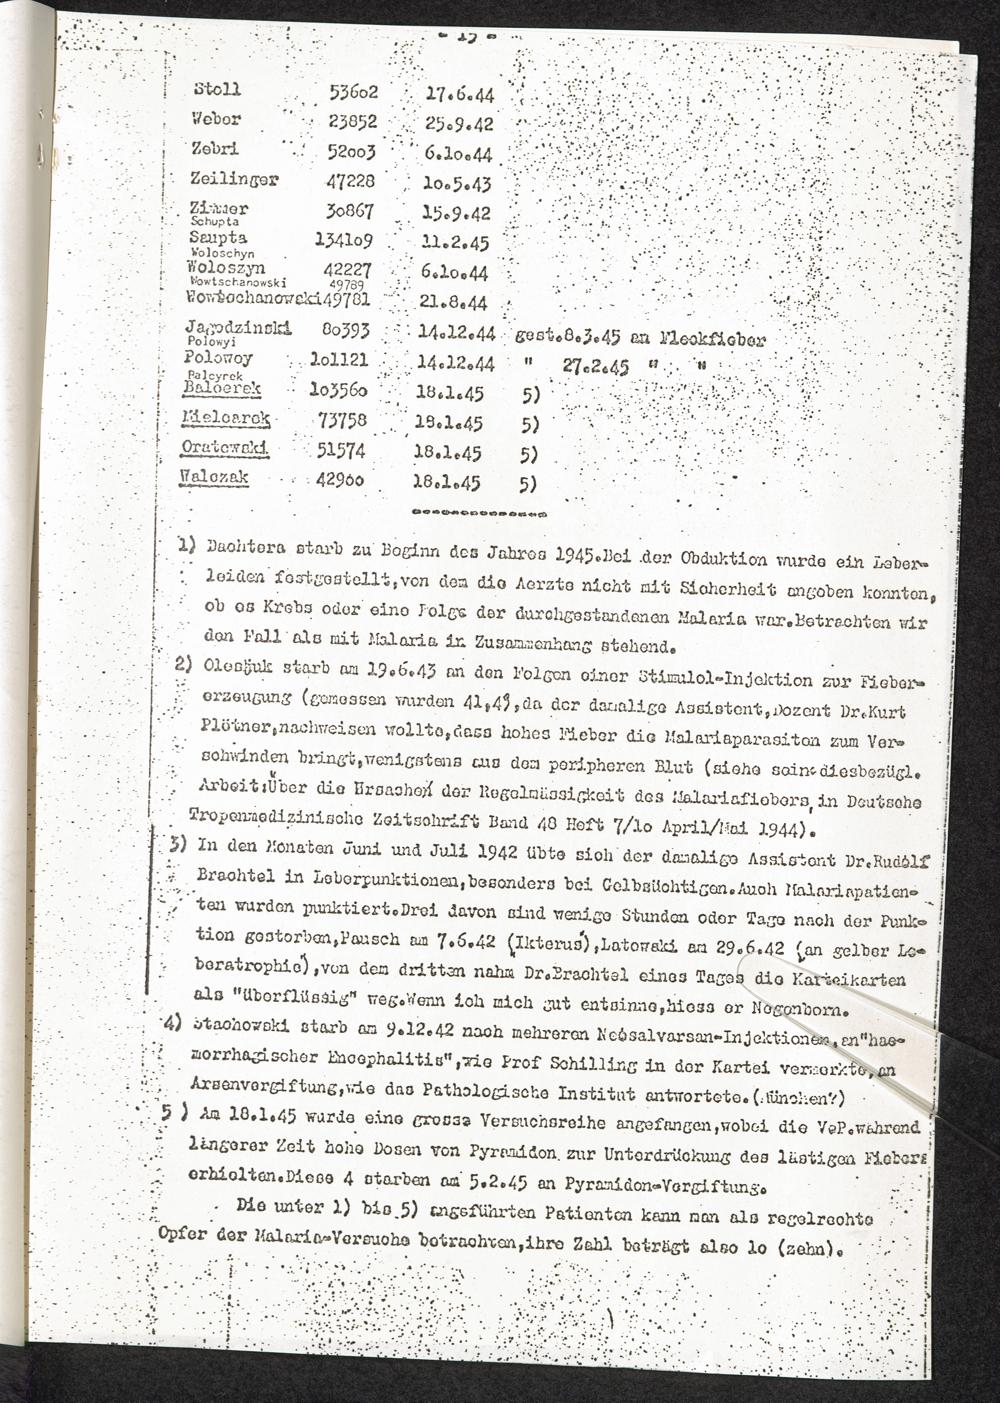 - 19 -
Stoll 53602 17.6.44
Weber 23852 25.9.42
Zebri 52oo3 6.1o.44
Zeilinger 47228 1o.5.43
Zimmer 3o867 15.9.42
Schupta
Saupta 1341o9 11.2.45
Woloschyn
Woloszyn 42227 6.1o.44
Wowtschanowski 49789
Wowtschanowski 49781 21.8.44
Jagodzinski 8o393 14.12.44 gest.8.3.45 an Fleckfieber
Polowyi
Polowoy 1o1121 14.12.44 " 27.2.45 " "
Palcyrek
Balcerek 1o356o 18.1.45 5)
Mielcarek 73758 18.1.45 5)
Oratowski 51574 18.1.45 5)
Walczak 429oo 18.1.45 5)
==============
1) Dachtera starb zu Beginn des Jahres 1945.Bei der Obduktion wurde ein Leber-
leiden festgestellt,von dem die Aerzte nicht mit Sicherheit angeben konnten,
ob es Krebs oder eine Folge der durchgestandenen Malaria war.Betrachten wir
den Fall als mit Malaria in Zusammenhang stehend.
2) Olesjuk starb am 19.6.43 an den Folgen einer Stimulol-Injektion zur Fieber-
erzeugung (gemessen wurden 41,4°,da der damalige Assistent,Dozent Dr.Kurt
Plötner,nachweisen wollte,dass hohes Fieber die Malariaparasiten zum Ver-
schwinden bringt,wenigstens aus dem peripheren Blut (siehe seine diesbezügl.
Arbeit:Über die Ursachen der Regelmässigkeit des Malariafiebers, in Deutsche
Tropenmedizinische Zeitschrift Band 48 Heft 7/1o April/Mai 1944).
3) In den Monaten Juni und Juli 1942 übte sich der damalige Assistent Dr.Rudolf
Brachtel in Leberpunktionen,besonders bei Gelbsüchtigen.Auch Malariapatien-
ten wurden punktiert.Drei davon sind wenige Stunden oder Tage nach der Punk-
tion gestorben,Pausch am 7.6.42 (Ikterus),Latowski am 29.6.42 (an gelber Le-
beratrophie),von dem dritten nahm Dr.Brachtel eines Tages die Karteikarten
als "überflüssig" weg.Wenn ich mich gut entsinne,hiess er Negenborn.
4) Stachowski starb am 9.12.42 nach mehreren Neosalvarsan-Injektionen, an"hae-
morrhagischer Encephalitis",wie Prof Schilling in der Kartei vermerkte,an
Arsenvergiftung,wie das Pathologische Institut antwortete.(München?)
5 ) Am 18.1.45 wurde eine grosse Versuchsreihe angefangen,wobei die VeP.während
längerer Zeit hohe Dosen von Pyramidon zur Unterdrückung des lästigen Fiebers
erhielten.Diese 4 starben am 5.2.45 an Pyramidon-Vergiftung.
Die unter 1) bis 5) angeführten Patienten kann man als regelrechte
Opfer der Malaria-Versuche betrachten,ihre Zahl beträgt also 1o (zehn).